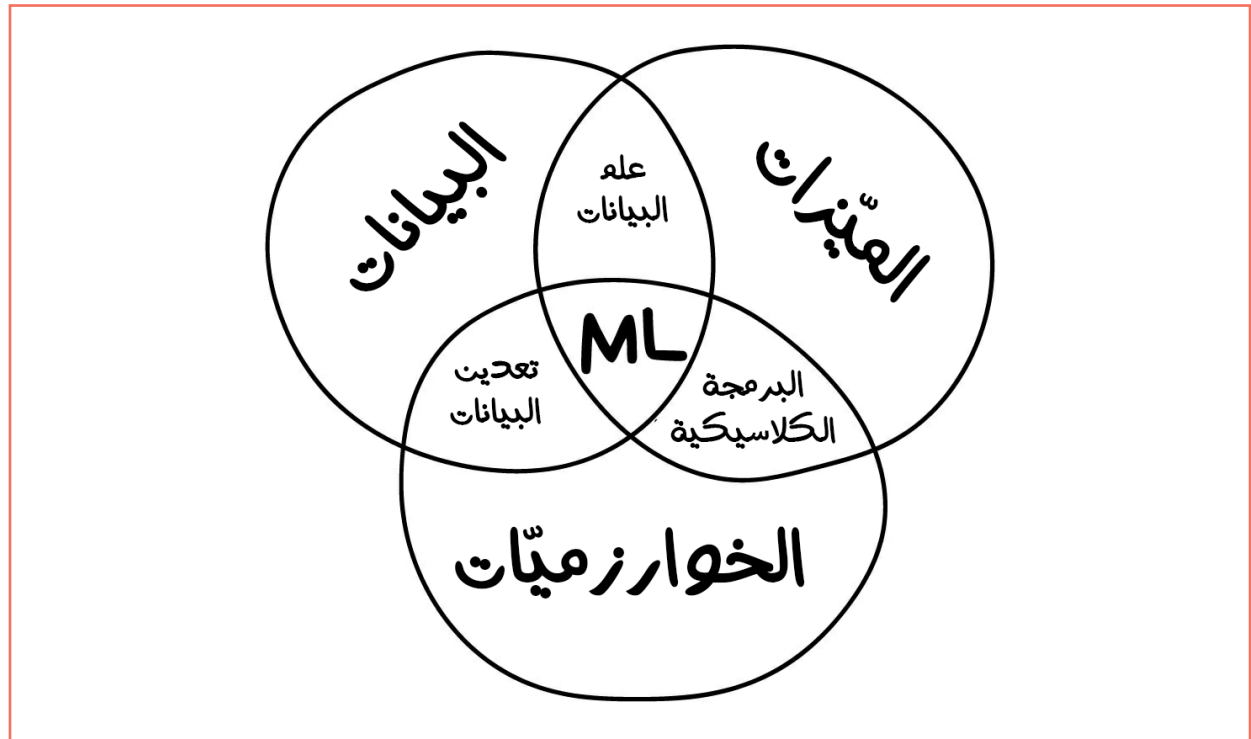 البيانات
الميّزات
علم
البيانات
ML
تعدين
البيانات
البرمجة
الكلاسيكية
الخوارزميّات